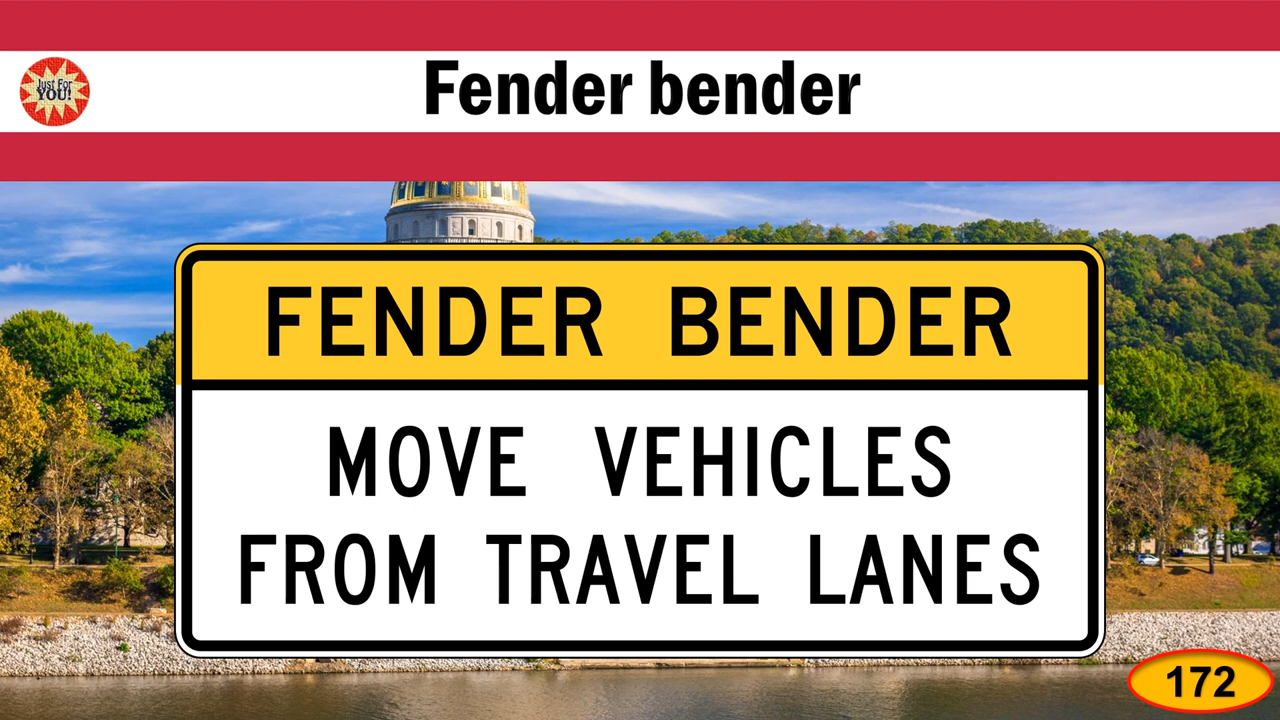 Fender bender
Just For
YOU!
FENDER BENDER
MOVE VEHICLES
FROM TRAVEL LANES
172